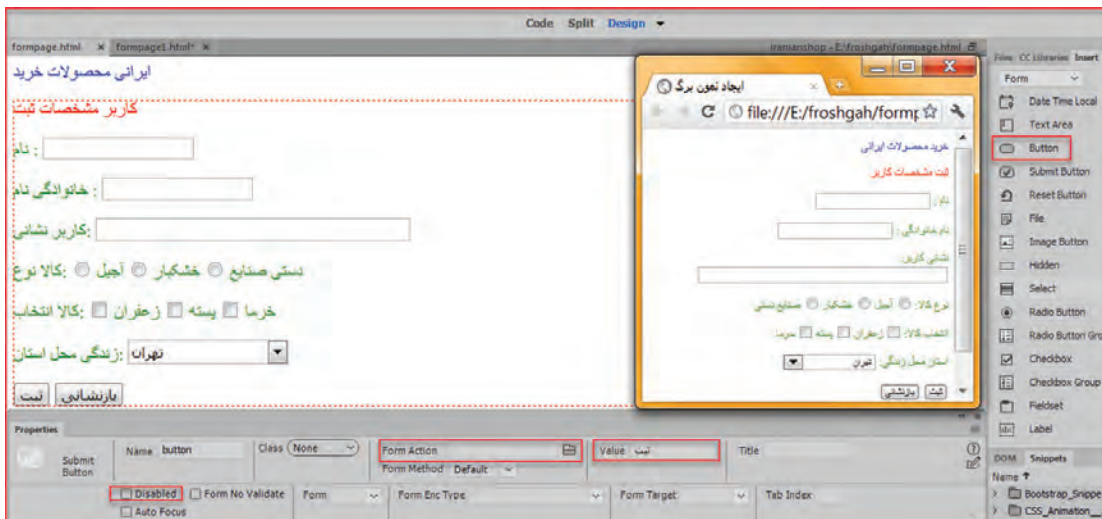 Code Split Design
formpage.html × formpage1.html* ×
iranianshop - E:\froshgah\formpage.html
ایرانی محصولات خرید
کاربر مشخصات ثبت
نام :
خانوادگی نام :
کاربر نشانی:
دستی صنایع خشکبار آجیل کالا نوع:
خرما پسته زعفران کالا انتخاب:
تهران زندگی محل استان:
بازنشانی ثبت
ایجاد نمون برگ ×
file:///E:/froshgah/formp
خرید محصولات ایرانی
ثبت مشخصات کاربر
نام :
نام خانوادگی :
نشانی کاربر:
نوع کالا: آجیل خشکبار صنایع دستی
انتخاب کالا: زعفران پسته خرما
استان محل زندگی: تهران
ثبت بازنشانی
Files CC Libraries Insert
Form
Date Time Local
Text Area
Button
Submit Button
Reset Button
File
Image Button
Hidden
Select
Radio Button
Radio Button Gro
Checkbox
Checkbox Group
Fieldset
Label
DOM Snippets
Name
Bootstrap_Snippe
CSS_Animation_
Properties
Submit Button
Name button
Class None
Form Action
Value ثبت
Title
Form Method Default
Disabled
Form No Validate
Form
Form Enc Type
Form Target
Tab Index
Auto Focus